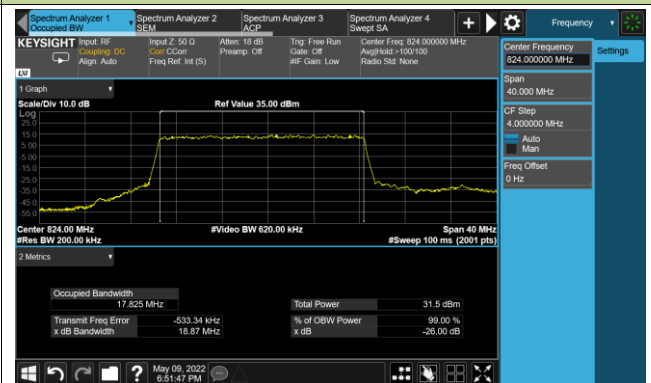 Spectrum Analyzer 1
Occupied BW
Spectrum Analyzer 2
SEM
Spectrum Analyzer 3
ACP
Spectrum Analyzer 4
Swept SA
Frequency
KEYSIGHT
Input: RF
Coupling: DC
Align: Auto
Input Z: 50 Ω
Corr CCorr
Freq Ref: Int (S)
Atten: 18 dB
Preamp: Off
Trig: Free Run
Gate: Off
#IF Gain: Low
Center Freq: 824.000000 MHz
Avg|Hold:>100/100
Radio Std: None
LXI
Center Frequency
824.000000 MHz
Settings
Span
40.000 MHz
CF Step
4.000000 MHz
Auto
Man
Freq Offset
0 Hz
1 Graph
Scale/Div 10.0 dB
Ref Value 35.00 dBm
Log
25.0
15.0
5.00
-5.00
-15.0
-25.0
-35.0
-45.0
-55.0
Center 824.00 MHz
#Video BW 620.00 kHz
Span 40 MHz
#Res BW 200.00 kHz
#Sweep 100 ms (2001 pts)
2 Metrics
Occupied Bandwidth
17.825 MHz
Total Power 31.5 dBm
Transmit Freq Error -533.34 kHz
% of OBW Power 99.00 %
x dB Bandwidth 18.87 MHz
x dB -26.00 dB
?
May 09, 2022
6:51:47 PM